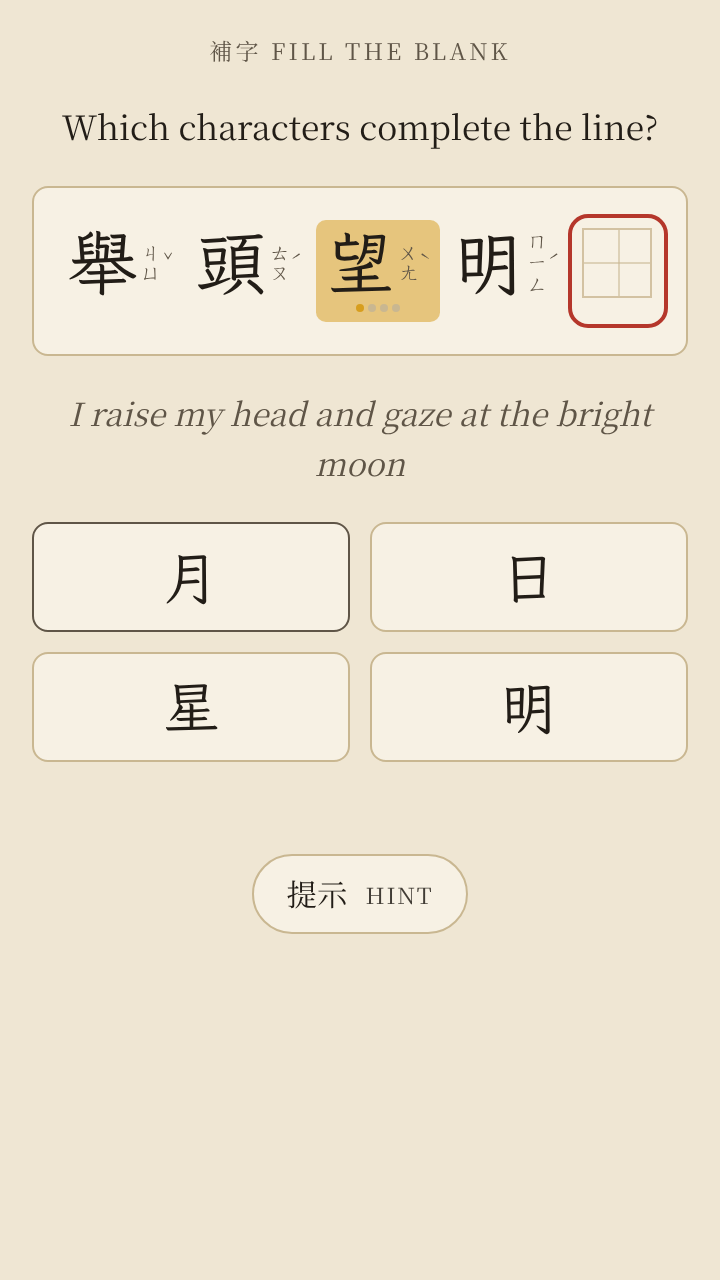 補字 FILL THE BLANK
Which characters complete the line?
舉 ㄐㄩˇ 頭 ㄊㄡˊ 望 ㄨㄤˋ 明 ㄇㄧㄥˊ
I raise my head and gaze at the bright
moon
月 日
星 明
提示 HINT